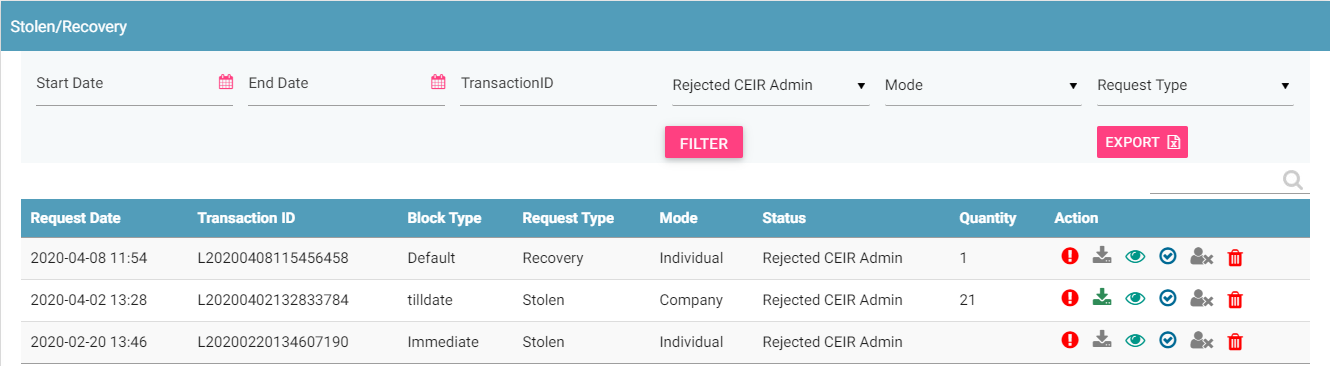 Stolen/Recovery
Start Date End Date TransactionID Rejected CEIR Admin Mode Request Type
FILTER EXPORT
Request Date Transaction ID Block Type Request Type Mode Status Quantity Action
2020-04-08 11:54 L20200408115456458 Default Recovery Individual Rejected CEIR Admin 1
2020-04-02 13:28 L20200402132833784 tilldate Stolen Company Rejected CEIR Admin 21
2020-02-20 13:46 L20200220134607190 Immediate Stolen Individual Rejected CEIR Admin